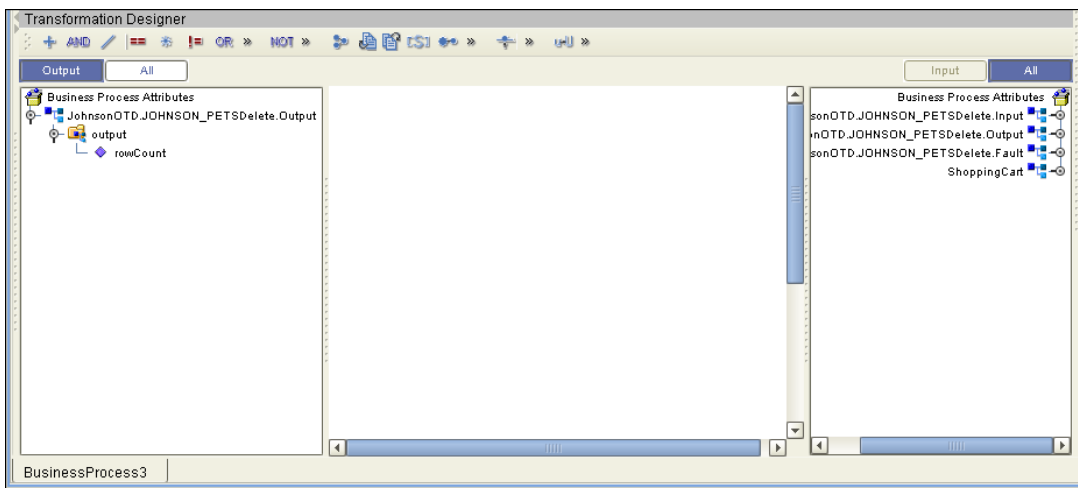 Transformation Designer
AND == != OR » NOT » [S] » » u→U »
Output All Input All
Business Process Attributes
JohnsonOTD.JOHNSON_PETSDelete.Output
output
rowCount
Business Process Attributes
sonOTD.JOHNSON_PETSDelete.Input
nOTD.JOHNSON_PETSDelete.Output
sonOTD.JOHNSON_PETSDelete.Fault
ShoppingCart
BusinessProcess3